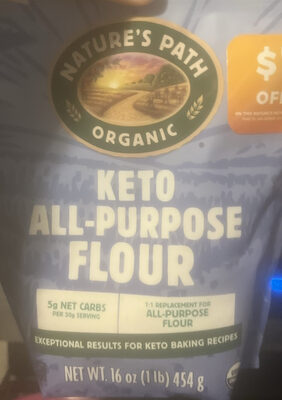 NATURE'S PATH
ORGANIC
$
OF
KETO
ALL-PURPOSE
FLOUR
5g NET CARBS
PER 30g SERVING
1:1 REPLACEMENT FOR
ALL-PURPOSE
FLOUR
EXCEPTIONAL RESULTS FOR KETO BAKING RECIPES
NET WT. 16 oz (1 lb) 454 g